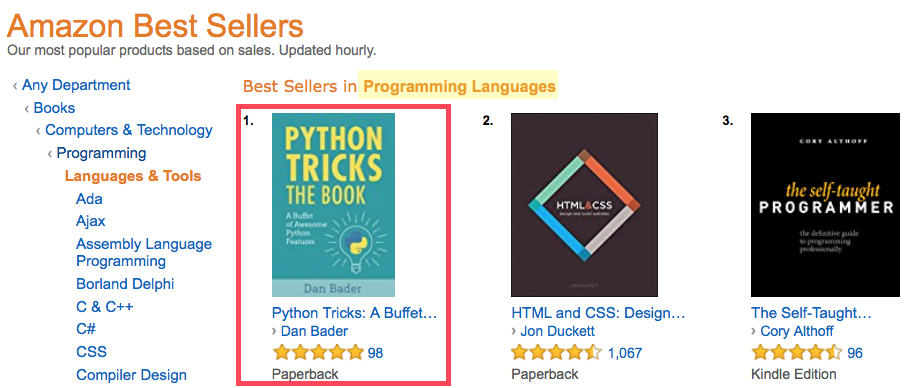 Amazon Best Sellers
Our most popular products based on sales. Updated hourly.
‹ Any Department
‹ Books
‹ Computers & Technology
‹ Programming
Languages & Tools
Ada
Ajax
Assembly Language
Programming
Borland Delphi
C & C++
C#
CSS
Compiler Design
Best Sellers in Programming Languages
1.
PYTHON
TRICKS
THE BOOK
A Buffet
of Awesome
Python
Features
Dan Bader
Python Tricks: A Buffet…
› Dan Bader
98
Paperback
2.
HTML&CSS
design and build websites
JON DUCKETT
HTML and CSS: Design…
› Jon Duckett
1,067
Paperback
3.
CORY ALTHOFF
the self-taught
PROGRAMMER
the definitive guide
to programming
professionally
The Self-Taught…
› Cory Althoff
96
Kindle Edition